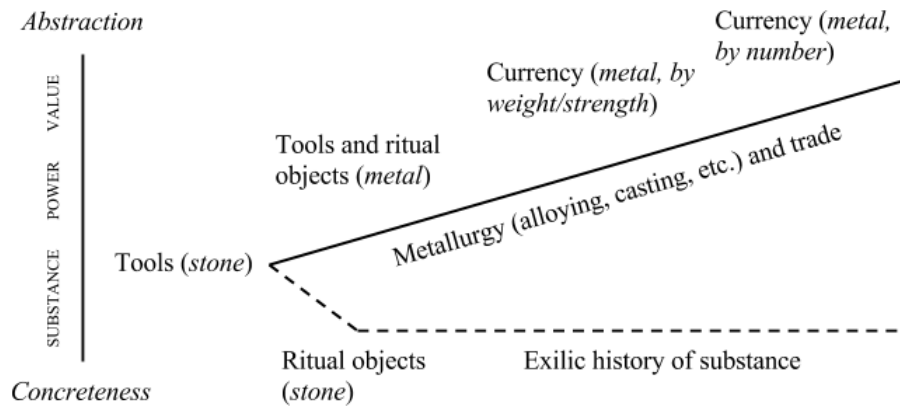 Abstraction
Currency (metal,
by number)
Currency (metal, by
weight/strength)
VALUE
Tools and ritual
objects (metal)
POWER
Metallurgy (alloying, casting, etc.) and trade
Tools (stone)
SUBSTANCE
Ritual objects
(stone)
Exilic history of substance
Concreteness